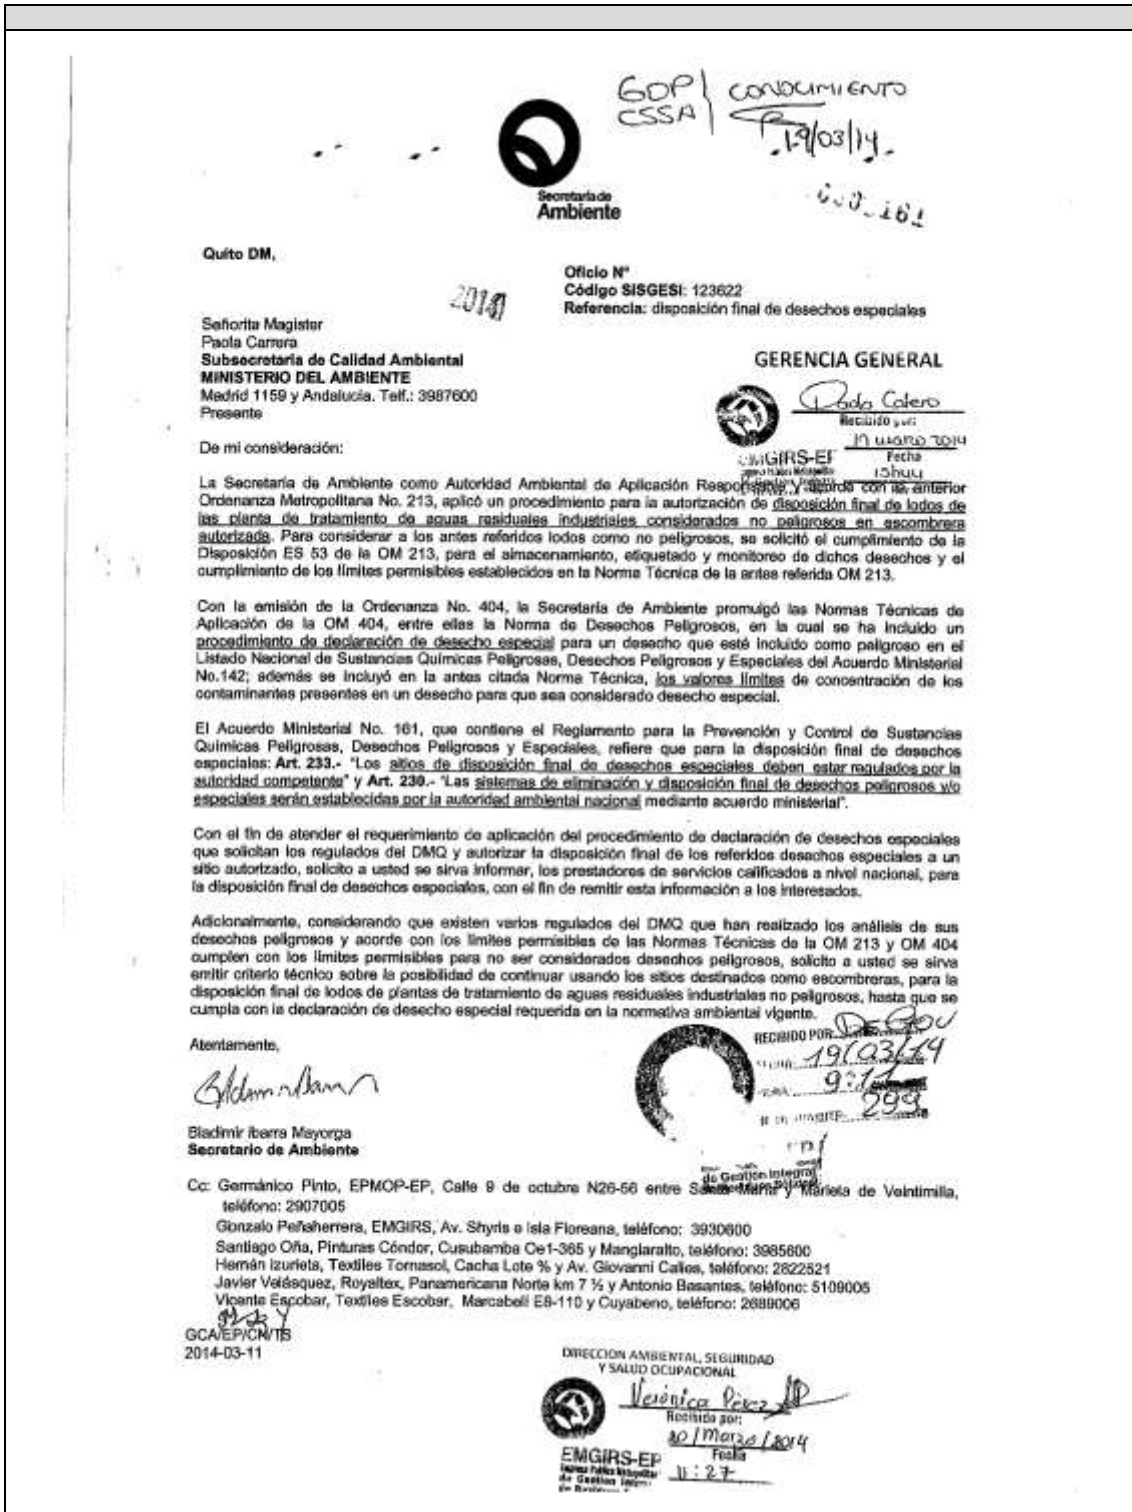 GOP CONOCIMIENTO
CSSA
19/03/14.
Secretaría de
Ambiente
Quito DM,
Oficio N°
Código SISGESI: 123622
Referencia: disposición final de desechos especiales
2014
Señorita Magister
Paola Carrera
Subsecretaria de Calidad Ambiental
MINISTERIO DEL AMBIENTE
Madrid 1159 y Andalucia. Telf.: 3987600
Presente
GERENCIA GENERAL
Recibido por:
19 marzo 2014
EMGIRS-EP Fecha
De mi consideración:
La Secretaría de Ambiente como Autoridad Ambiental de Aplicación Responsable y acorde con la anterior
Ordenanza Metropolitana No. 213, aplicó un procedimiento para la autorización de disposición final de lodos de
las planta de tratamiento de aguas residuales industriales considerados no peligrosos en escombrera
autorizada. Para considerar a los antes referidos lodos como no peligrosos, se solicitó el cumplimiento de la
Disposición ES 53 de la OM 213, para el almacenamiento, etiquetado y monitoreo de dichos desechos y el
cumplimiento de los límites permisibles establecidos en la Norma Técnica de la antes referida OM 213.
Con la emisión de la Ordenanza No. 404, la Secretaría de Ambiente promulgó las Normas Técnicas de
Aplicación de la OM 404, entre ellas la Norma de Desechos Peligrosos, en la cual se ha incluido un
procedimiento de declaración de desecho especial para un desecho que esté incluido como peligroso en el
Listado Nacional de Sustancias Químicas Peligrosas, Desechos Peligrosos y Especiales del Acuerdo Ministerial
No.142; además se incluyó en la antes citada Norma Técnica, los valores límites de concentración de los
contaminantes presentes en un desecho para que sea considerado desecho especial.
El Acuerdo Ministerial No. 161, que contiene el Reglamento para la Prevención y Control de Sustancias
Químicas Peligrosas, Desechos Peligrosos y Especiales, refiere que para la disposición final de desechos
especiales: Art. 233.- "Los sitios de disposición final de desechos especiales deben estar regulados por la
autoridad competente" y Art. 230.- "Las sistemas de eliminación y disposición final de desechos peligrosos y/o
especiales serán establecidas por la autoridad ambiental nacional mediante acuerdo ministerial".
Con el fin de atender el requerimiento de aplicación del procedimiento de declaración de desechos especiales
que solicitan los regulados del DMQ y autorizar la disposición final de los referidos desechos especiales a un
sitio autorizado, solicito a usted se sirva informar, los prestadores de servicios calificados a nivel nacional, para
la disposición final de desechos especiales, con el fin de remitir esta información a los interesados.
Adicionalmente, considerando que existen varios regulados del DMQ que han realizado los análisis de sus
desechos peligrosos y acorde con los límites permisibles de las Normas Técnicas de la OM 213 y OM 404
cumplen con los límites permisibles para no ser considerados desechos peligrosos, solicito a usted se sirva
emitir criterio técnico sobre la posibilidad de continuar usando los sitios destinados como escombreras, para la
disposición final de lodos de plantas de tratamiento de aguas residuales industriales no peligrosos, hasta que se
cumpla con la declaración de desecho especial requerida en la normativa ambiental vigente.
RECIBIDO POR:
19/03/14
9:11
299
Atentamente,
Bladimir Ibarra Mayorga
Secretario de Ambiente
de Gestión Integral
Cc: Germánico Pinto, EPMOP-EP, Calle 9 de octubre N26-56 entre Santa María y Mariela de Veintimilla,
teléfono: 2907005
Gonzalo Peñaherrera, EMGIRS, Av. Shyris e Isla Floreana, teléfono: 3930600
Santiago Oña, Pinturas Cóndor, Cusubamba Oe1-365 y Manglaralto, teléfono: 3985600
Hernán Izurieta, Textiles Tornasol, Cacha Lote % y Av. Giovanni Calles, teléfono: 2822521
Javier Velásquez, Royaltex, Panamericana Norte km 7 ½ y Antonio Basantes, teléfono: 5109005
Vicente Escobar, Textiles Escobar, Marcabelí E8-110 y Cuyabeno, teléfono: 2689006
GCA/EP/CN/TS
2014-03-11
DIRECCION AMBIENTAL, SEGURIDAD
Y SALUD OCUPACIONAL
Verónica Pérez
Recibido por:
20/Marzo/2014
Fecha
EMGIRS-EP
11:27